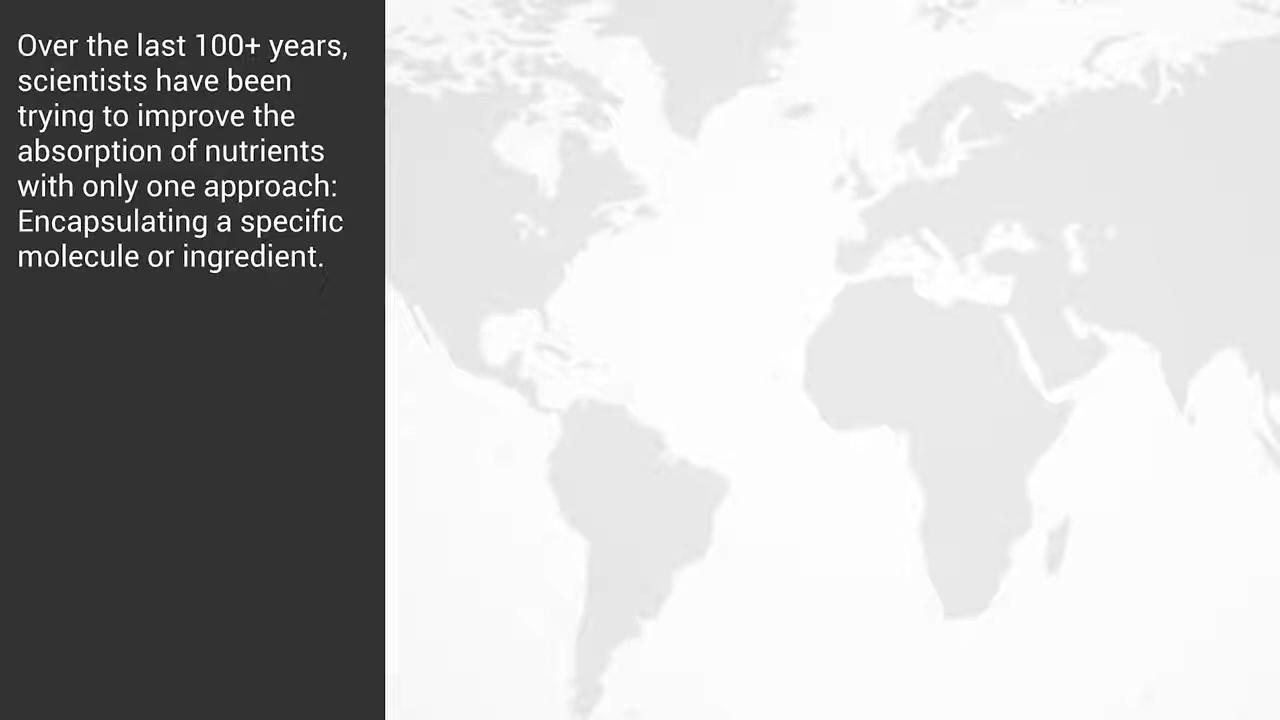 Over the last 100+ years,
scientists have been
trying to improve the
absorption of nutrients
with only one approach:
Encapsulating a specific
molecule or ingredient.